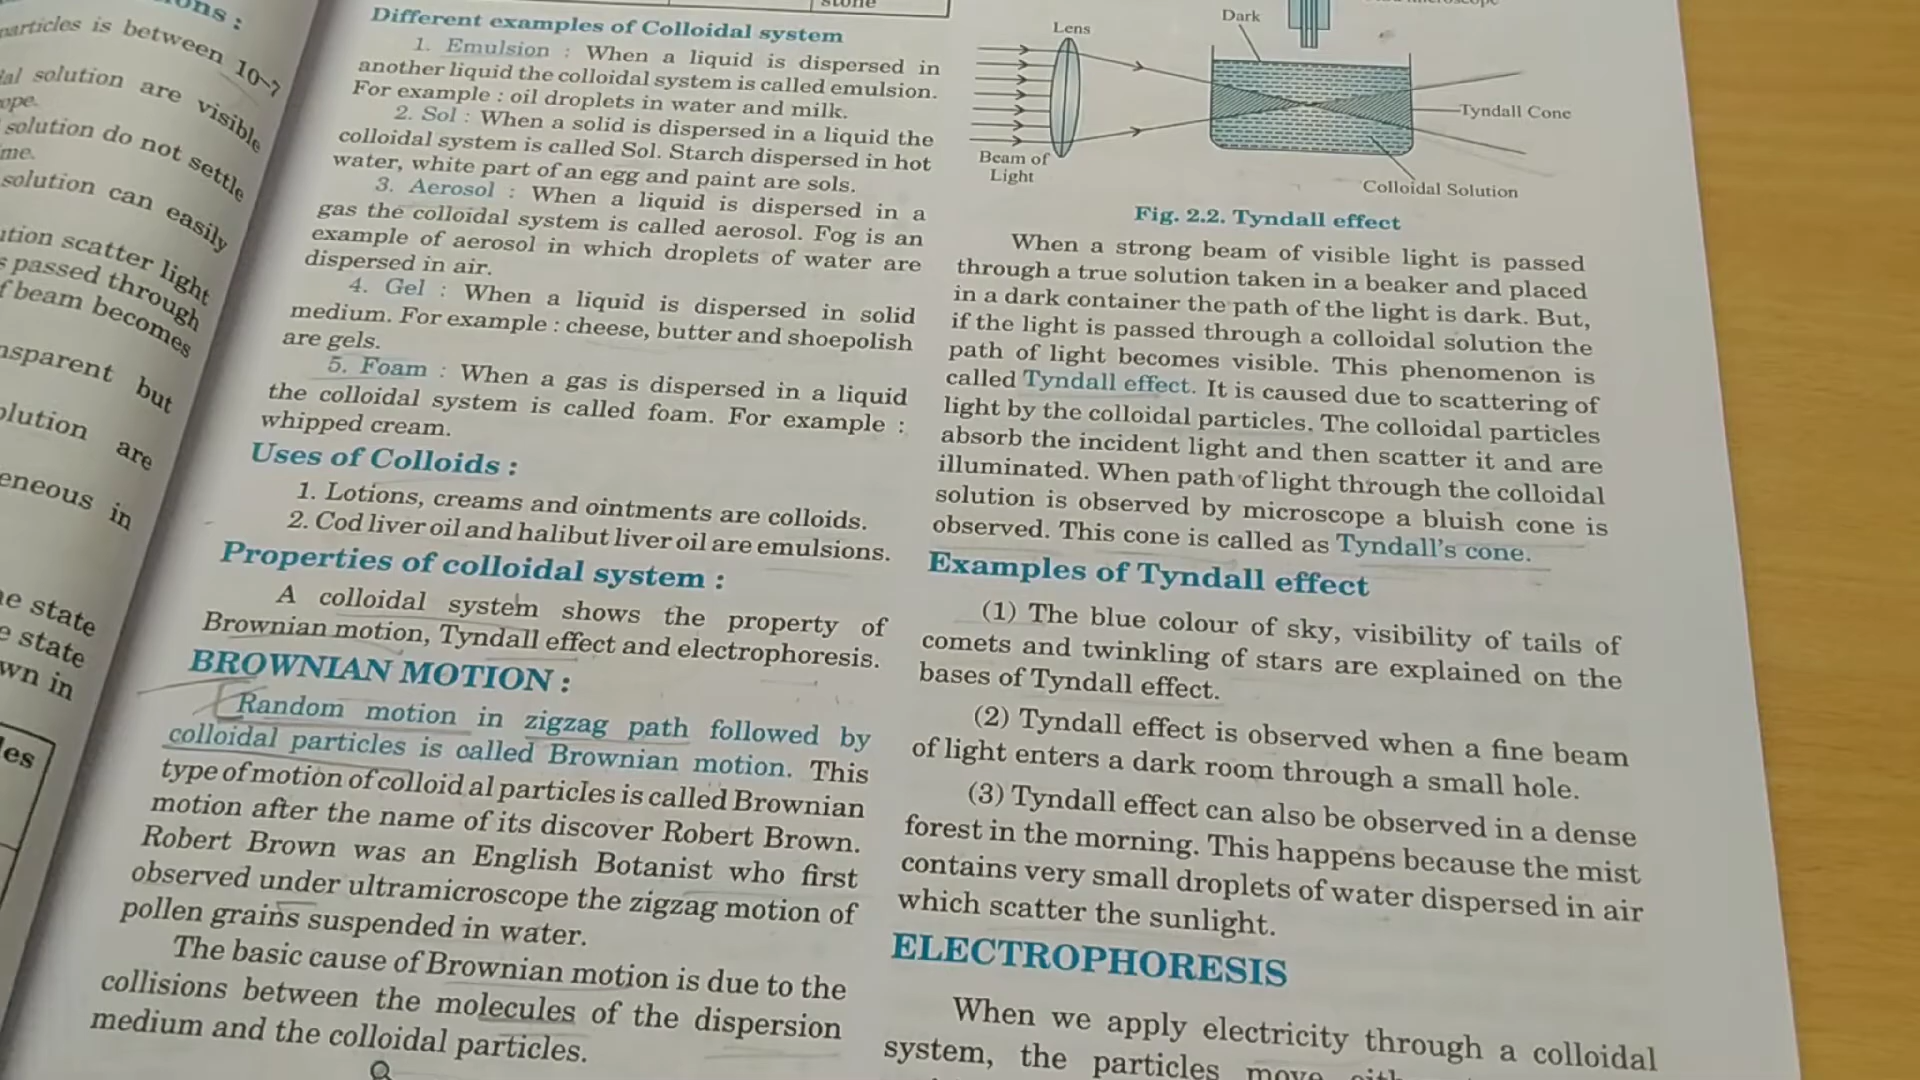 ons :
particles is between 10-7
solution are visible
ope.
solution do not settle
me.
solution can easily
scatter light
passed through
f beam becomes
but
are
in
state
state
wn in
les
stone
Different examples of Colloidal system
1. Emulsion : When a liquid is dispersed in
another liquid the colloidal system is called emulsion.
For example : oil droplets in water and milk.
2. Sol : When a solid is dispersed in a liquid the
colloidal system is called Sol. Starch dispersed in hot
water, white part of an egg and paint are sols.
3. Aerosol : When a liquid is dispersed in a
gas the colloidal system is called aerosol. Fog is an
example of aerosol in which droplets of water are
dispersed in air.
4. Gel : When a liquid is dispersed in solid
medium. For example : cheese, butter and shoepolish
are gels.
5. Foam : When a gas is dispersed in a liquid
the colloidal system is called foam. For example :
whipped cream.
Uses of Colloids :
1. Lotions, creams and ointments are colloids.
2. Cod liver oil and halibut liver oil are emulsions.
Properties of colloidal system :
A colloidal system shows the property of
Brownian motion, Tyndall effect and electrophoresis.
BROWNIAN MOTION :
Random motion in zigzag path followed by
colloidal particles is called Brownian motion. This
type of motion of colloid al particles is called Brownian
motion after the name of its discover Robert Brown.
Robert Brown was an English Botanist who first
observed under ultramicroscope the zigzag motion of
pollen grains suspended in water.
The basic cause of Brownian motion is due to the
collisions between the molecules of the dispersion
medium and the colloidal particles.
Dark
Lens
Tyndall Cone
Beam of
Light
Colloidal Solution
Fig. 2.2. Tyndall effect
When a strong beam of visible light is passed
through a true solution taken in a beaker and placed
in a dark container the path of the light is dark. But,
if the light is passed through a colloidal solution the
path of light becomes visible. This phenomenon is
called Tyndall effect. It is caused due to scattering of
light by the colloidal particles. The colloidal particles
absorb the incident light and then scatter it and are
illuminated. When path of light through the colloidal
solution is observed by microscope a bluish cone is
observed. This cone is called as Tyndall's cone.
Examples of Tyndall effect
(1) The blue colour of sky, visibility of tails of
comets and twinkling of stars are explained on the
bases of Tyndall effect.
(2) Tyndall effect is observed when a fine beam
of light enters a dark room through a small hole.
(3) Tyndall effect can also be observed in a dense
forest in the morning. This happens because the mist
contains very small droplets of water dispersed in air
which scatter the sunlight.
ELECTROPHORESIS
When we apply electricity through a colloidal
system, the particles move